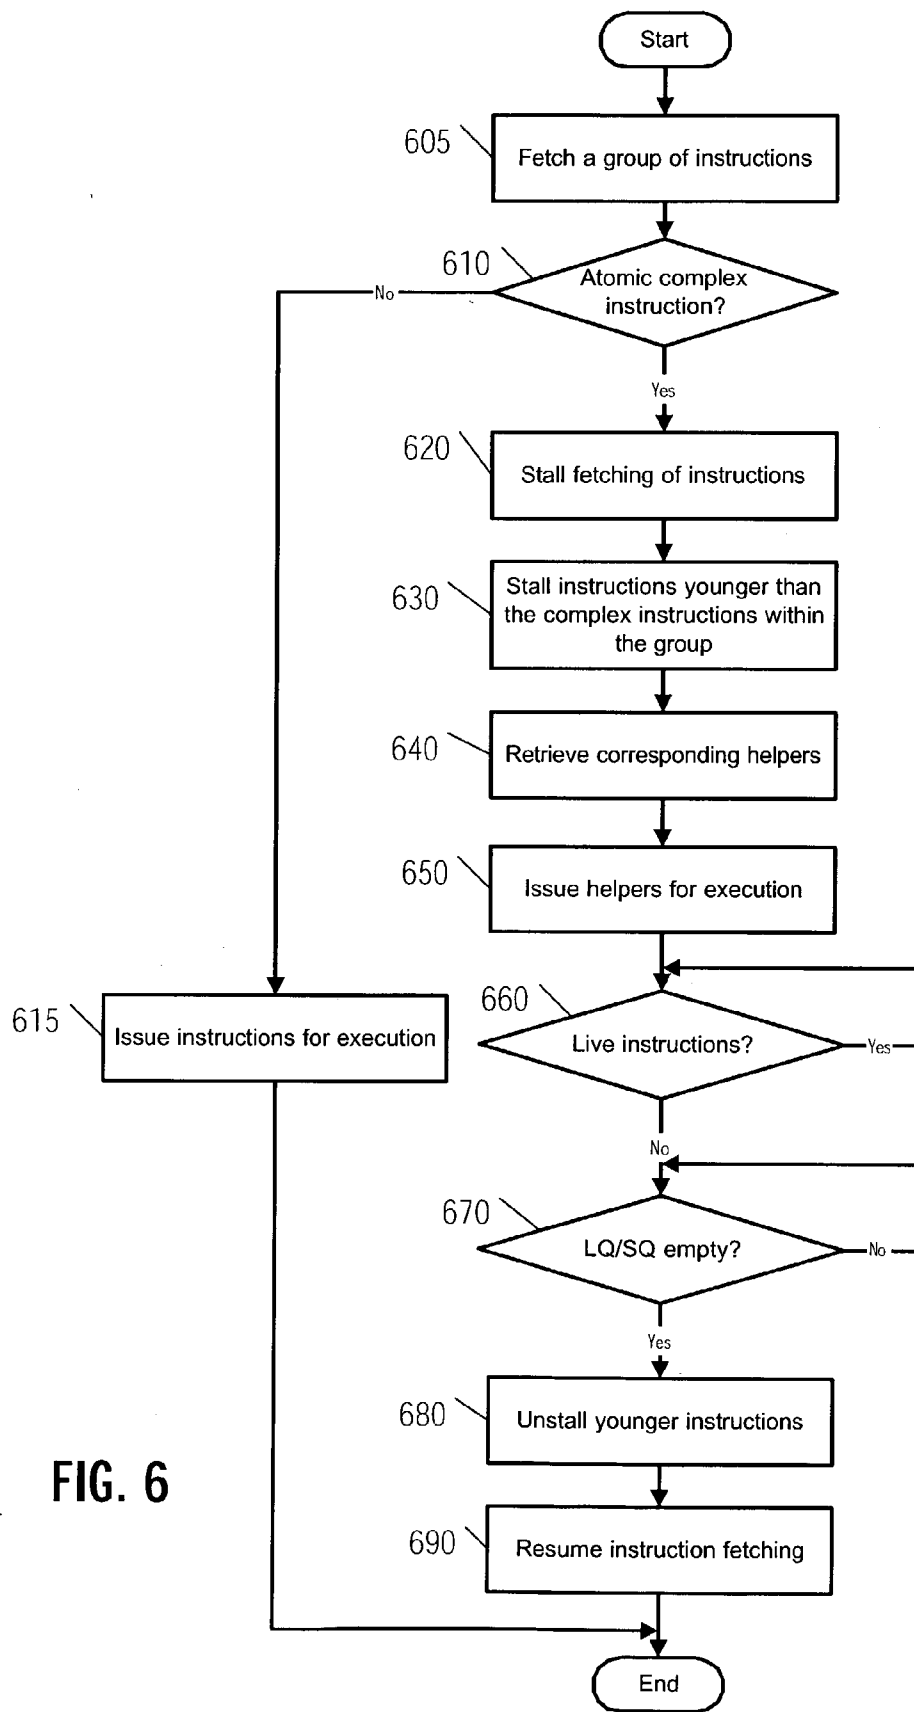 Start
605
Fetch a group of instructions
610
Atomic complex
instruction?
No
Yes
620
Stall fetching of instructions
630
Stall instructions younger than
the complex instructions within
the group
640
Retrieve corresponding helpers
650
Issue helpers for execution
615
Issue instructions for execution
660
Live instructions?
Yes
No
670
LQ/SQ empty?
No
Yes
680
Unstall younger instructions
FIG. 6
690
Resume instruction fetching
End